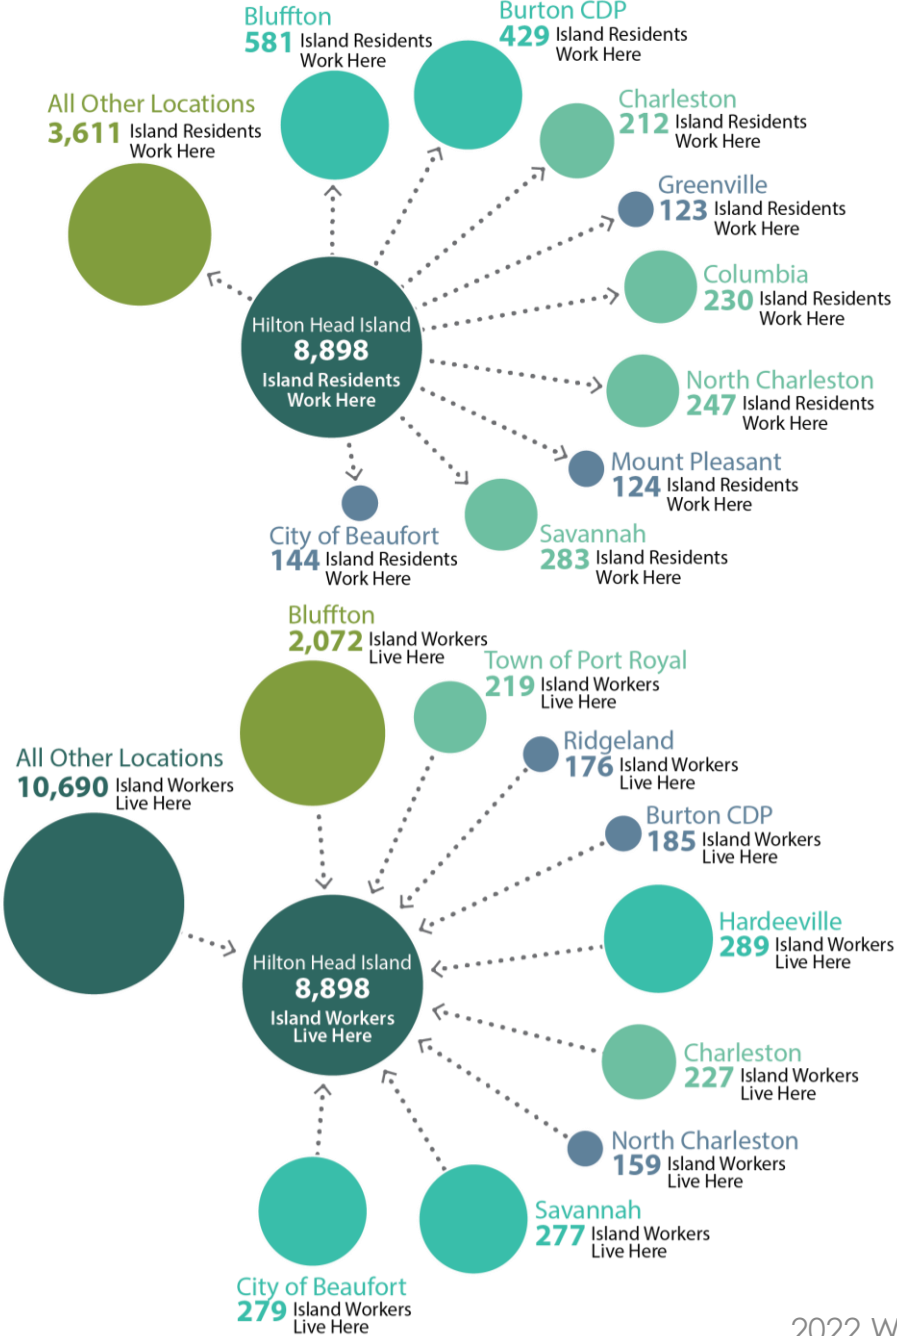 Bluffton
581 Island Residents
Work Here
Burton CDP
429 Island Residents
Work Here
All Other Locations
3,611 Island Residents
Work Here
Charleston
212 Island Residents
Work Here
Greenville
123 Island Residents
Work Here
Columbia
230 Island Residents
Work Here
Hilton Head Island
8,898
Island Residents
Work Here
North Charleston
247 Island Residents
Work Here
Mount Pleasant
124 Island Residents
Work Here
Savannah
283 Island Residents
Work Here
City of Beaufort
144 Island Residents
Work Here
Bluffton
2,072 Island Workers
Live Here
Town of Port Royal
219 Island Workers
Live Here
Ridgeland
176 Island Workers
Live Here
All Other Locations
10,690 Island Workers
Live Here
Burton CDP
185 Island Workers
Live Here
Hardeeville
289 Island Workers
Live Here
Hilton Head Island
8,898
Island Workers
Live Here
Charleston
227 Island Workers
Live Here
North Charleston
159 Island Workers
Live Here
Savannah
277 Island Workers
Live Here
City of Beaufort
279 Island Workers
Live Here
2022 W